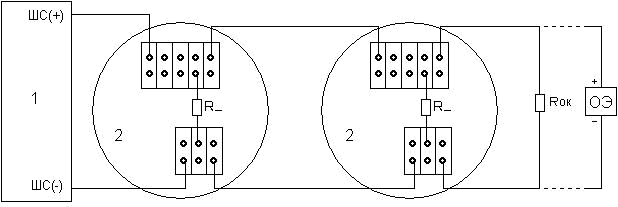 ШС(+)
1
2
R_
2
R_
Rок
+
ОЭ
–
ШС(-)